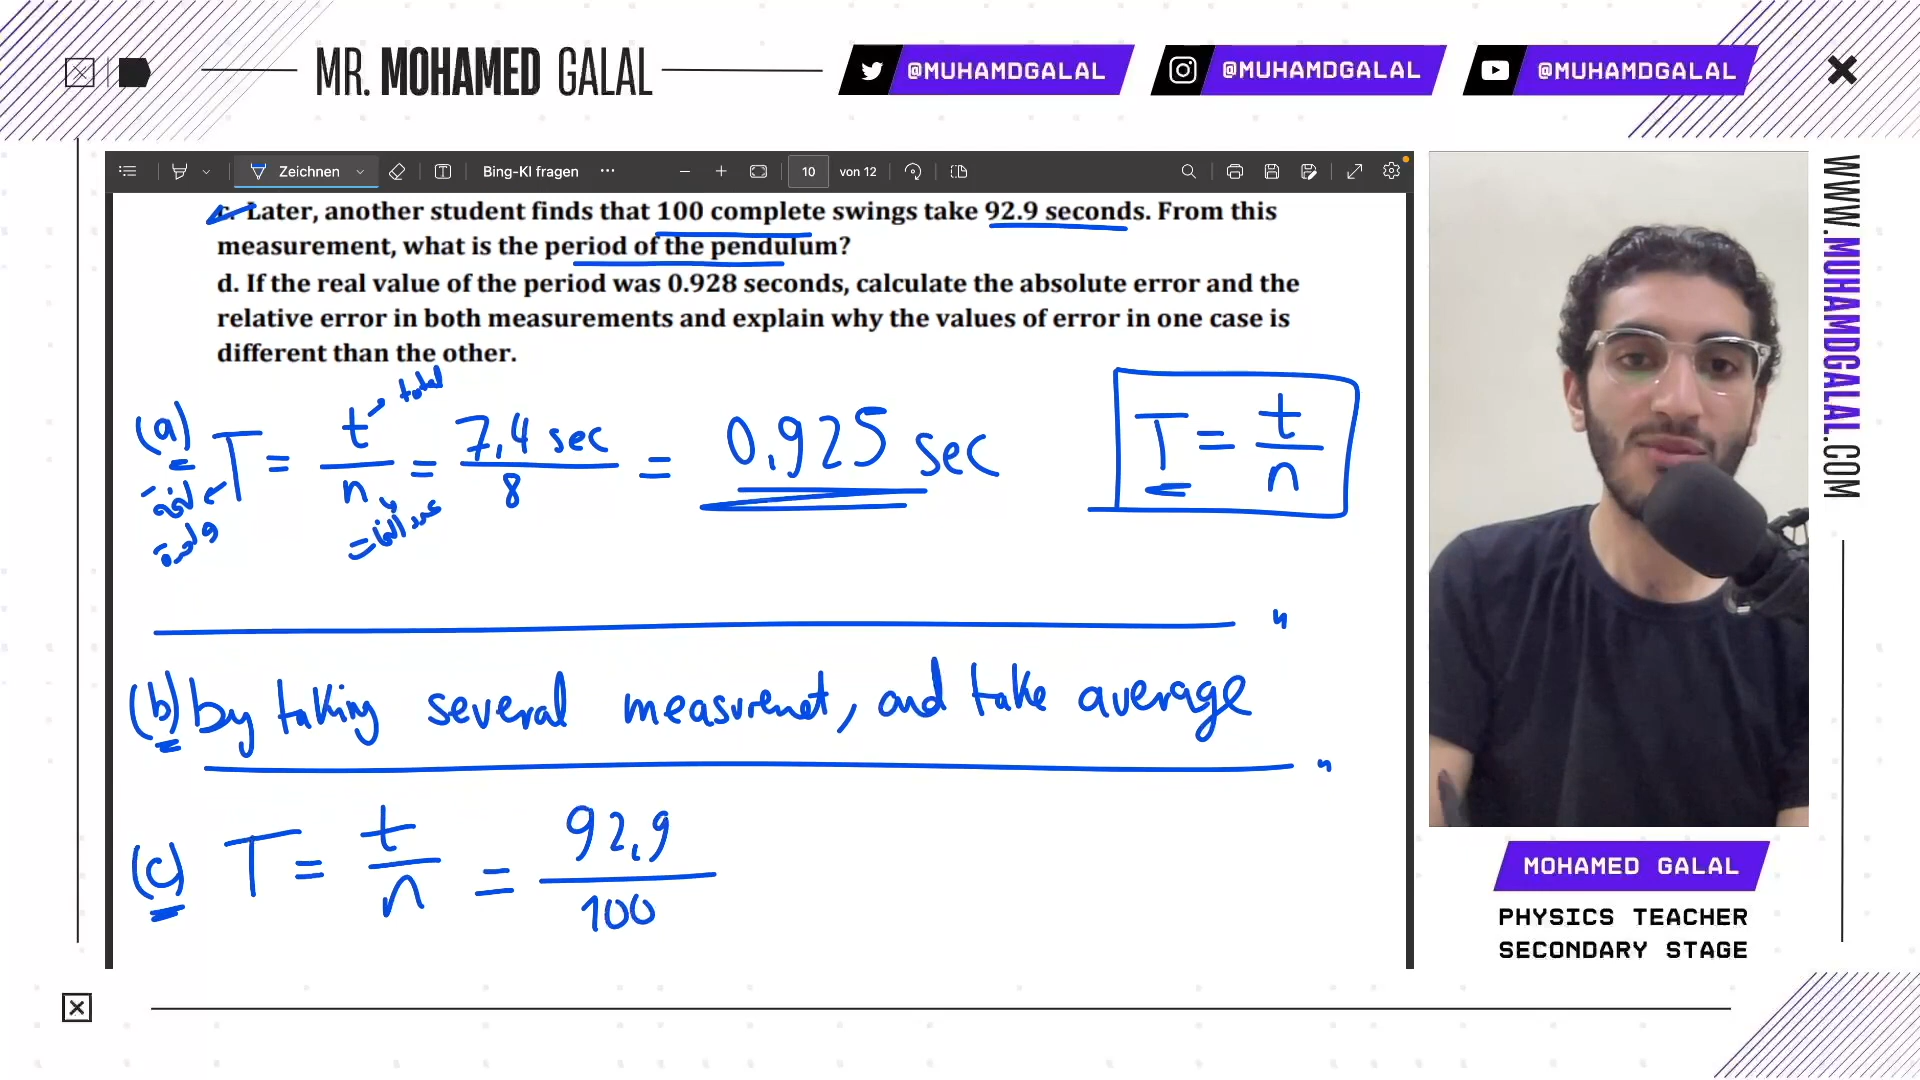 MR. MOHAMED GALAL
@MUHAMDGALAL
@MUHAMDGALAL
@MUHAMDGALAL
Zeichnen
Bing-KI fragen
10
von 12
c. Later, another student finds that 100 complete swings take 92.9 seconds. From this
measurement, what is the period of the pendulum?
d. If the real value of the period was 0.928 seconds, calculate the absolute error and the
relative error in both measurements and explain why the values of error in one case is
different than the other.
(a) T = t/n = 7,4 sec/8 = 0,925 sec
total
T = t/n
(b) by taking several measuremet, and take average
(c) T = t/n = 92,9/100
WWW.MUHAMDGALAL.COM
MOHAMED GALAL
PHYSICS TEACHER
SECONDARY STAGE